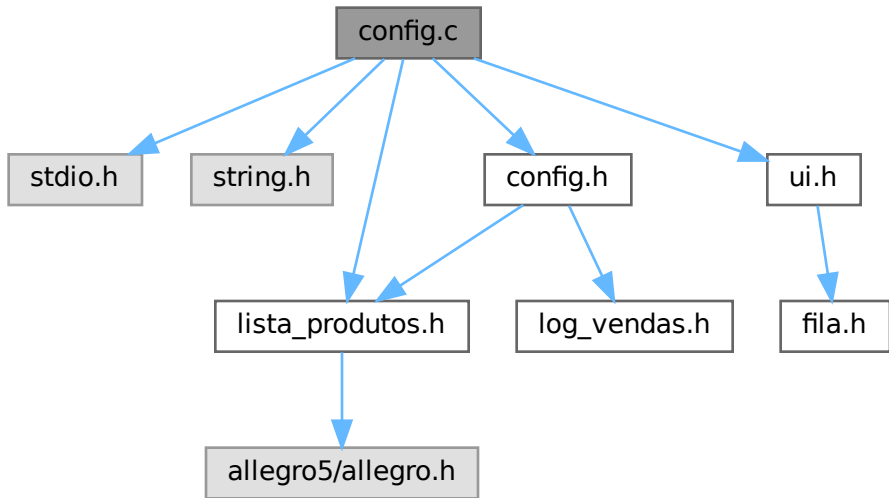 config.c
stdio.h
string.h
config.h
ui.h
lista_produtos.h
log_vendas.h
fila.h
allegro5/allegro.h